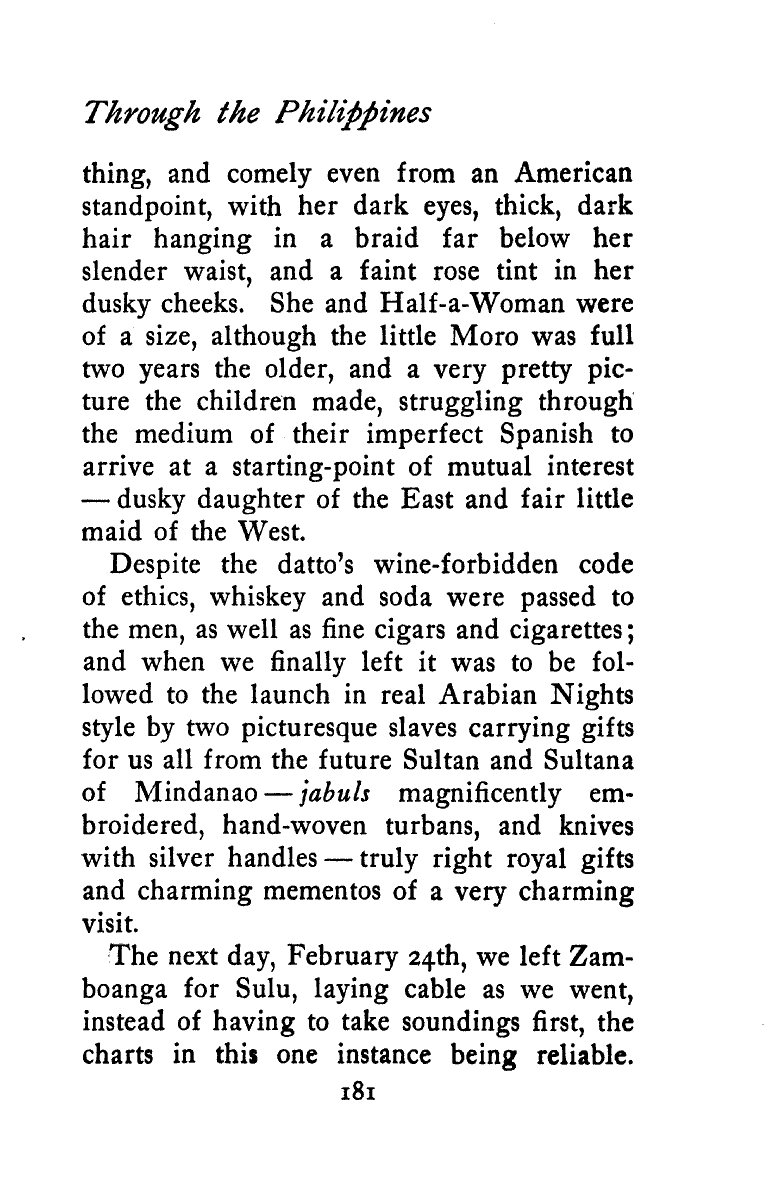 Through the Philippines
thing, and comely even from an American
standpoint, with her dark eyes, thick, dark
hair hanging in a braid far below her
slender waist, and a faint rose tint in her
dusky cheeks. She and Half-a-Woman were
of a size, although the little Moro was full
two years the older, and a very pretty pic-
ture the children made, struggling through
the medium of their imperfect Spanish to
arrive at a starting-point of mutual interest
— dusky daughter of the East and fair little
maid of the West.
Despite the datto's wine-forbidden code
of ethics, whiskey and soda were passed to
the men, as well as fine cigars and cigarettes;
and when we finally left it was to be fol-
lowed to the launch in real Arabian Nights
style by two picturesque slaves carrying gifts
for us all from the future Sultan and Sultana
of Mindanao — jabuls magnificently em-
broidered, hand-woven turbans, and knives
with silver handles — truly right royal gifts
and charming mementos of a very charming
visit.
The next day, February 24th, we left Zam-
boanga for Sulu, laying cable as we went,
instead of having to take soundings first, the
charts in this one instance being reliable.
181